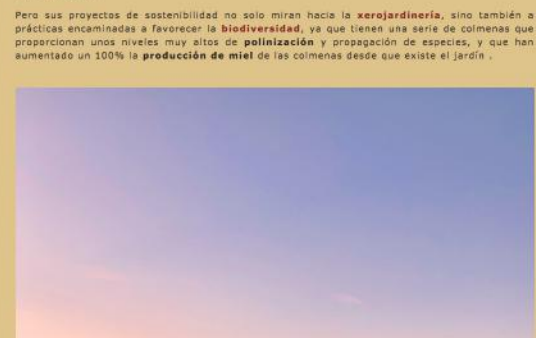 Pero sus proyectos de sostenibilidad no solo miran hacia la xerojardinería, sino también a
prácticas encaminadas a favorecer la biodiversidad, ya que tienen una serie de colmenas que
proporcionan unos niveles muy altos de polinización y propagación de especies, y que han
aumentado un 100% la producción de miel de las colmenas desde que existe el jardín .